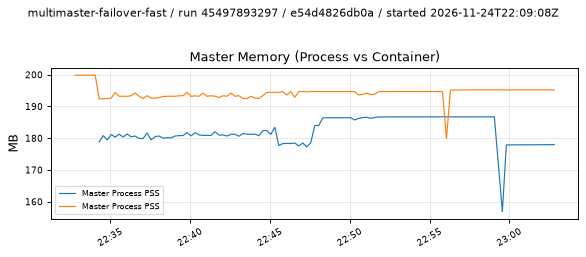 multimaster-failover-fast / run 45497893297 / e54d4826db0a / started 2026-11-24T22:09:08Z
Master Memory (Process vs Container)
MB
200
190
180
170
160
Master Process PSS
Master Process PSS
22:35
22:40
22:45
22:50
22:55
23:00